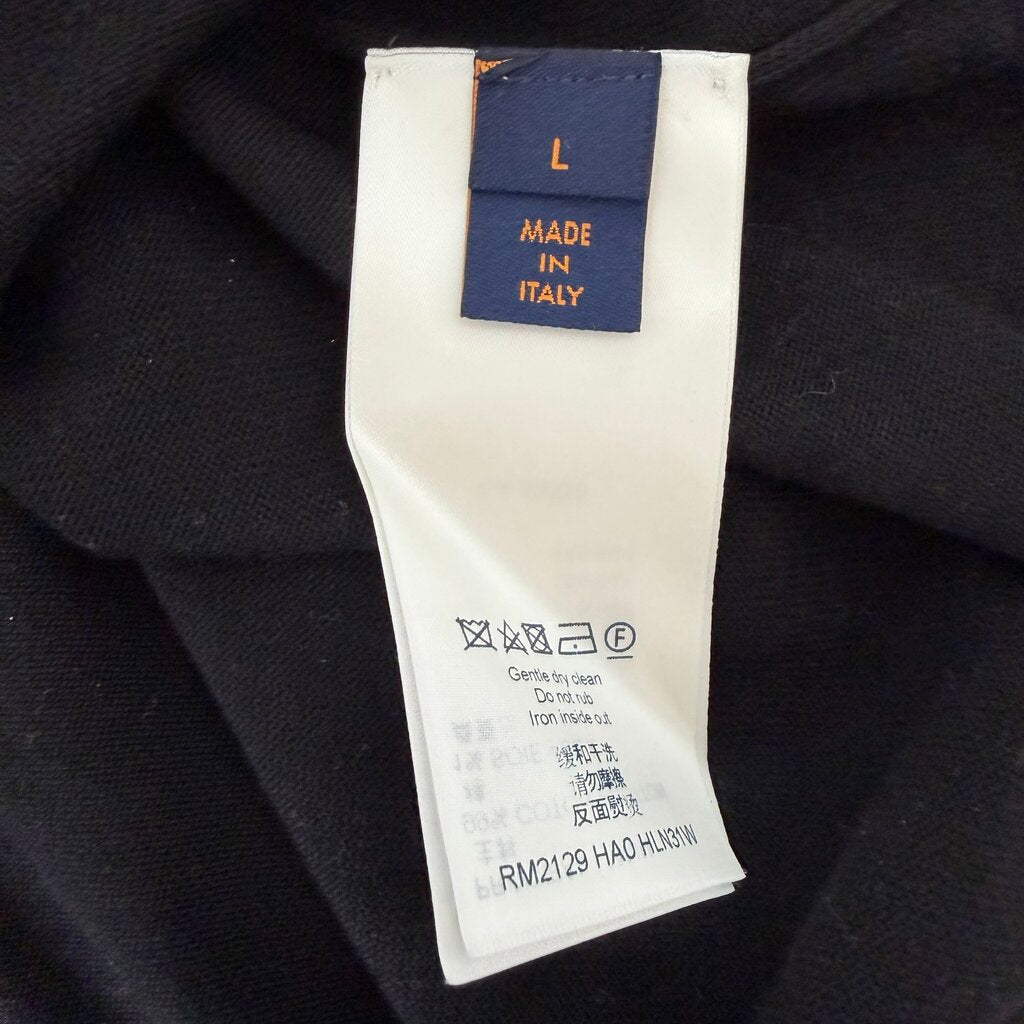 L
MADE
IN
ITALY
F
Gentle dry clean
Do not rub
Iron inside out
缓和干洗
请勿摩擦
反面熨烫
RM2129 HA0 HLN31W